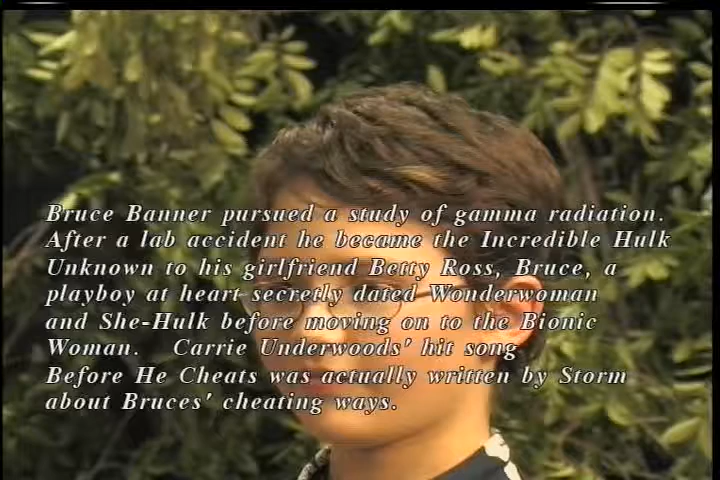 Bruce Banner pursued a study of gamma radiation.
After a lab accident he became the Incredible Hulk
Unknown to his girlfriend Betty Ross, Bruce, a
playboy at heart secretly dated Wonderwoman
and She-Hulk before moving on to the Bionic
Woman. Carrie Underwoods' hit song
Before He Cheats was actually written by Storm
about Bruces' cheating ways.